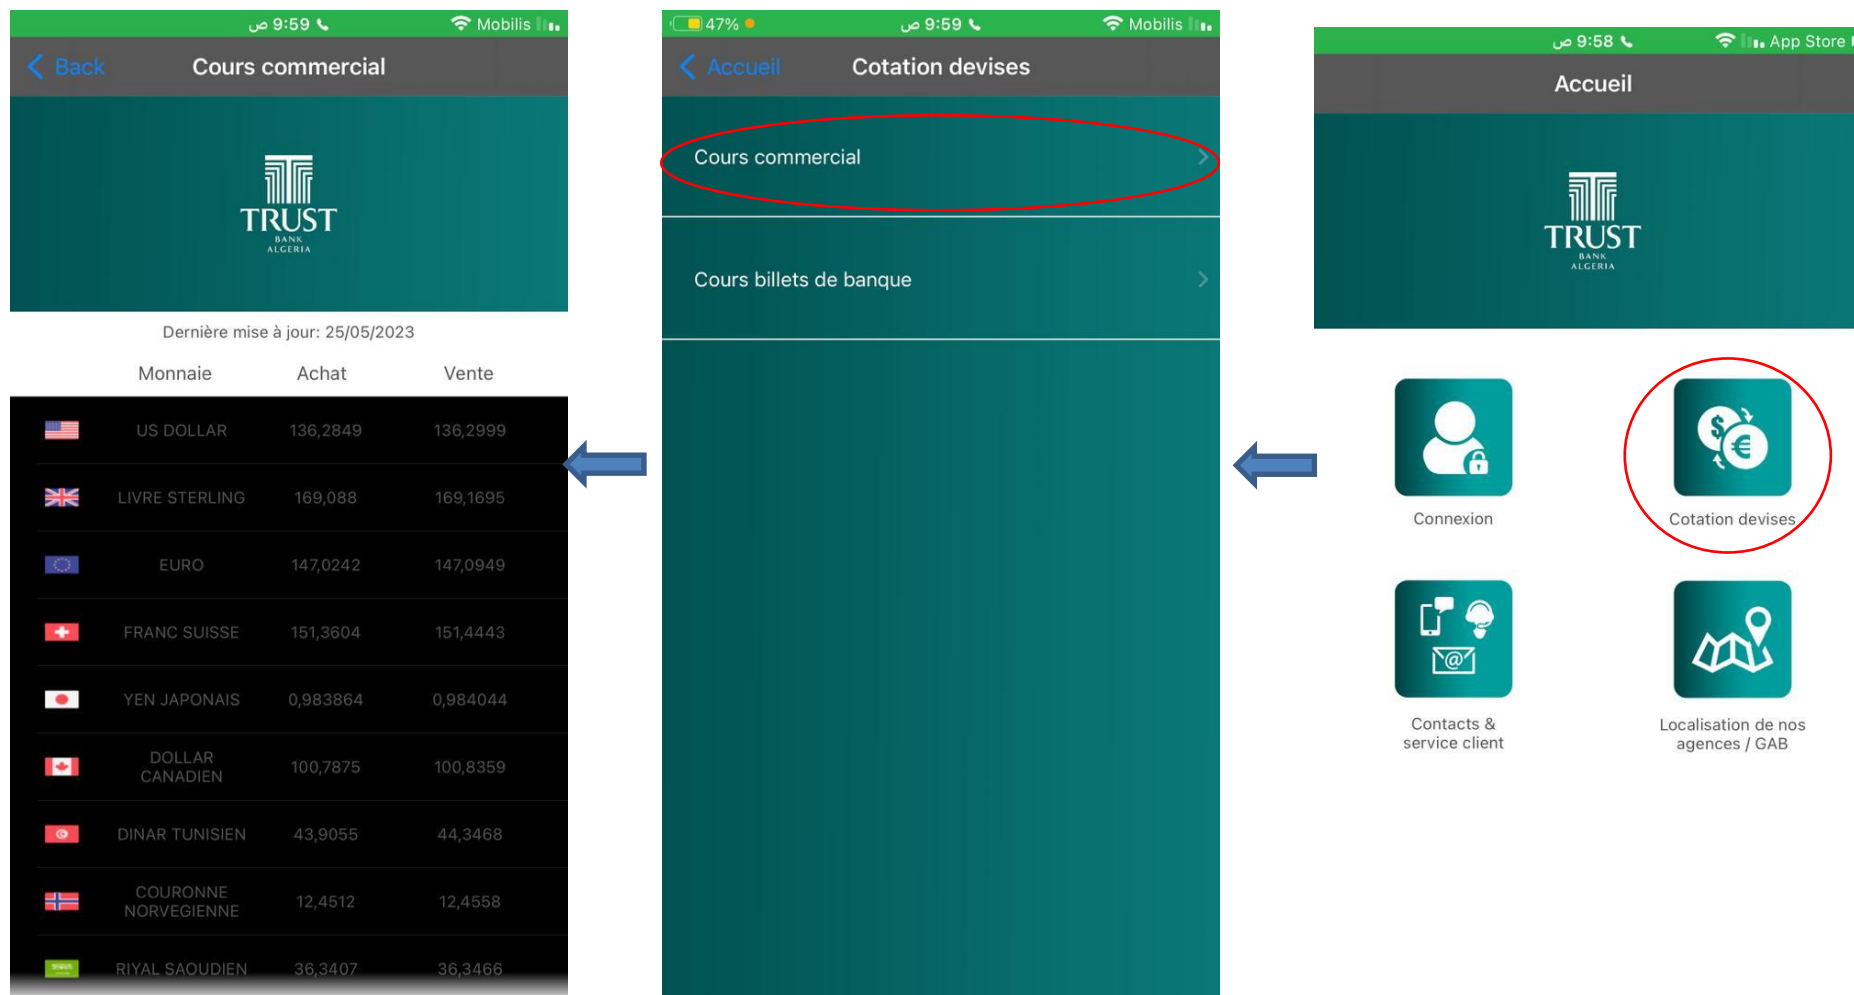 9:59 ص
Mobilis
Back
Cours commercial
TRUST
BANK
ALGERIA
Dernière mise à jour: 25/05/2023
Monnaie Achat Vente
US DOLLAR 136,2849 136,2999
LIVRE STERLING 169,088 169,1695
EURO 147,0242 147,0949
FRANC SUISSE 151,3604 151,4443
YEN JAPONAIS 0,983864 0,984044
DOLLAR
CANADIEN 100,7875 100,8359
DINAR TUNISIEN 43,9055 44,3468
COURONNE
NORVEGIENNE 12,4512 12,4558
RIYAL SAOUDIEN 36,3407 36,3466
47%
9:59 ص
Mobilis
Accueil
Cotation devises
Cours commercial
Cours billets de banque
9:58 ص
App Store
Accueil
TRUST
BANK
ALGERIA
$
€
Connexion
Cotation devises
@
Contacts &
service client
Localisation de nos
agences / GAB